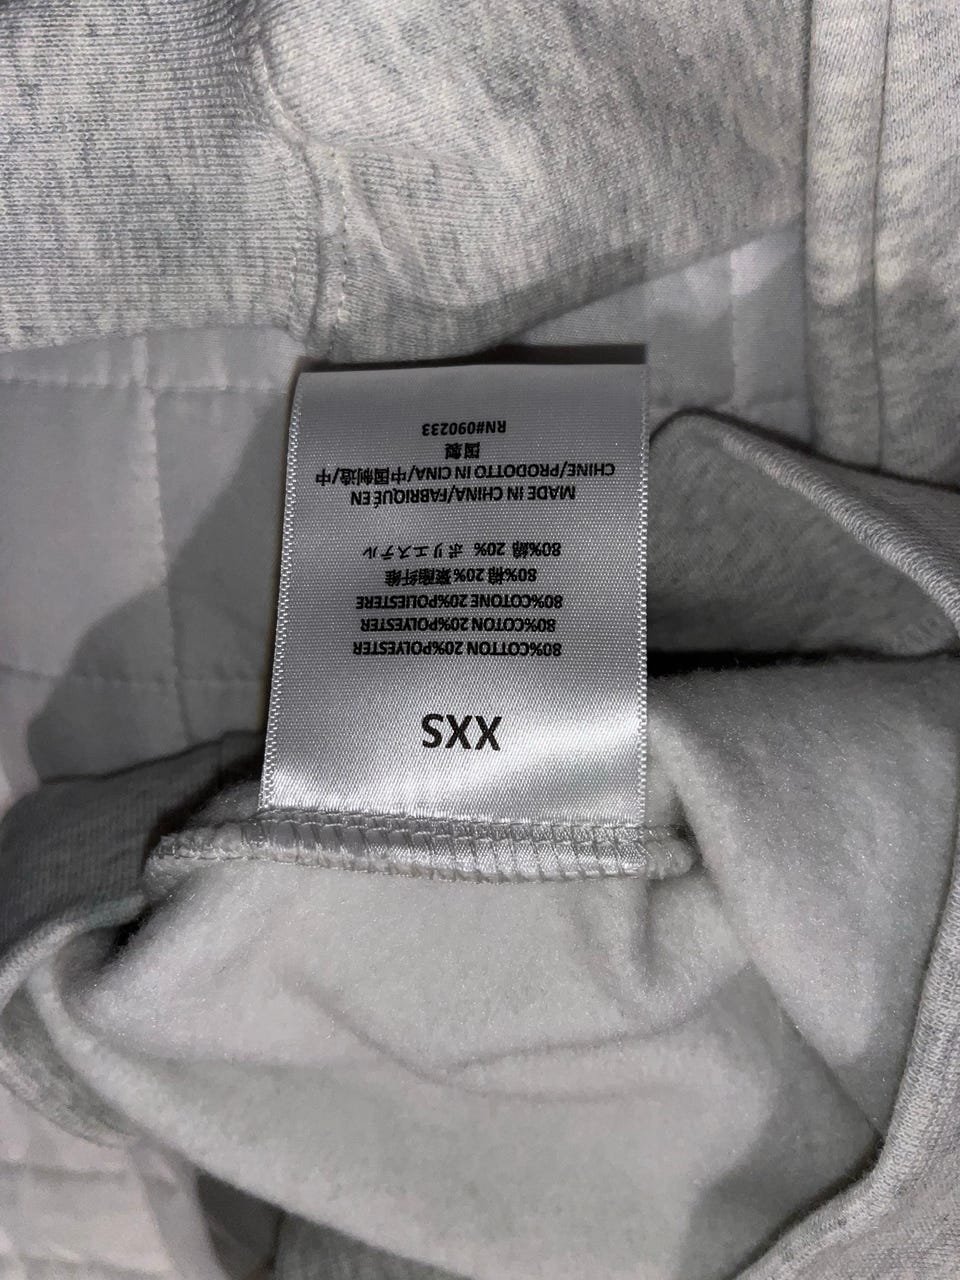 XXS
80%COTTON 20%POLYESTER
80%COTON 20%POLYESTER
80%COTONE 20%POLIESTERE
80%棉 20%聚酯纤维
80%綿 20% ポリエステル
MADE IN CHINA/FABRIQUÉ EN
CHINE/PRODOTTO IN CINA/中国制造/中
国製
RN#090233